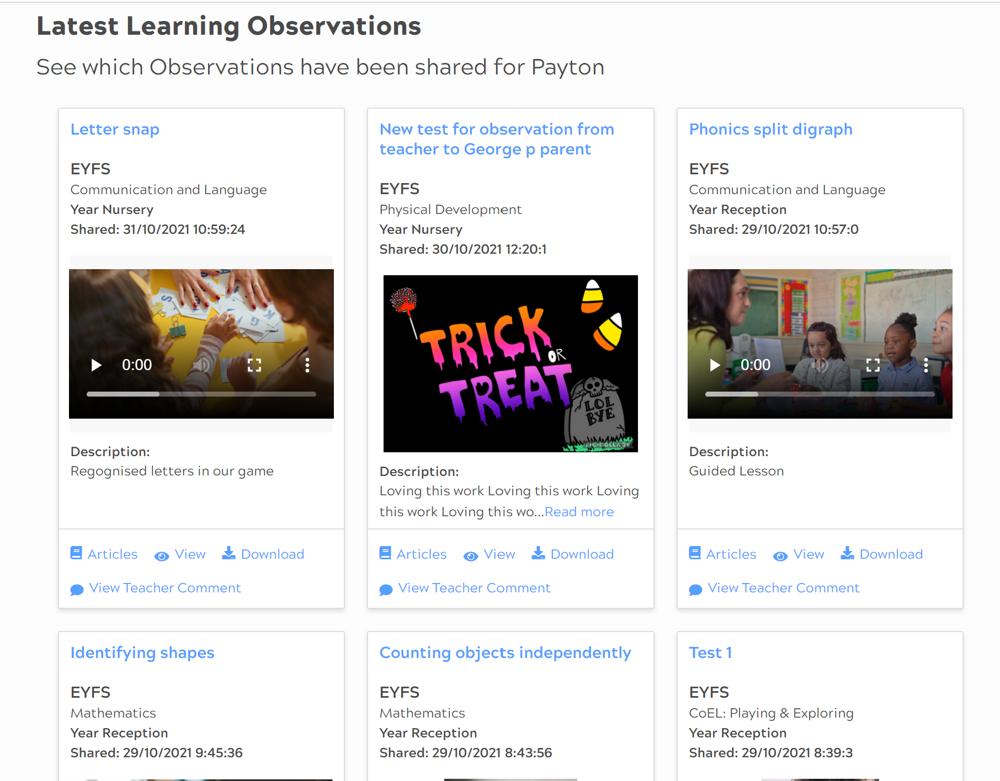 Latest Learning Observations
See which Observations have been shared for Payton
Letter snap
EYFS
Communication and Language
Year Nursery
Shared: 31/10/2021 10:59:24
S
A
K
G
0:00
Description:
Regognised letters in our game
Articles View Download
View Teacher Comment
New test for observation from
teacher to George p parent
EYFS
Physical Development
Year Nursery
Shared: 30/10/2021 12:20:1
TRICK
OR
TREAT
LOL
BYE
PIC•COLLAGE
Description:
Loving this work Loving this work Loving
this work Loving this wo...Read more
Articles View Download
View Teacher Comment
Phonics split digraph
EYFS
Communication and Language
Year Reception
Shared: 29/10/2021 10:57:0
0:00
Description:
Guided Lesson
Articles View Download
View Teacher Comment
Identifying shapes
EYFS
Mathematics
Year Reception
Shared: 29/10/2021 9:45:36
Counting objects independently
EYFS
Mathematics
Year Reception
Shared: 29/10/2021 8:43:56
Test 1
EYFS
CoEL: Playing & Exploring
Year Reception
Shared: 29/10/2021 8:39:3